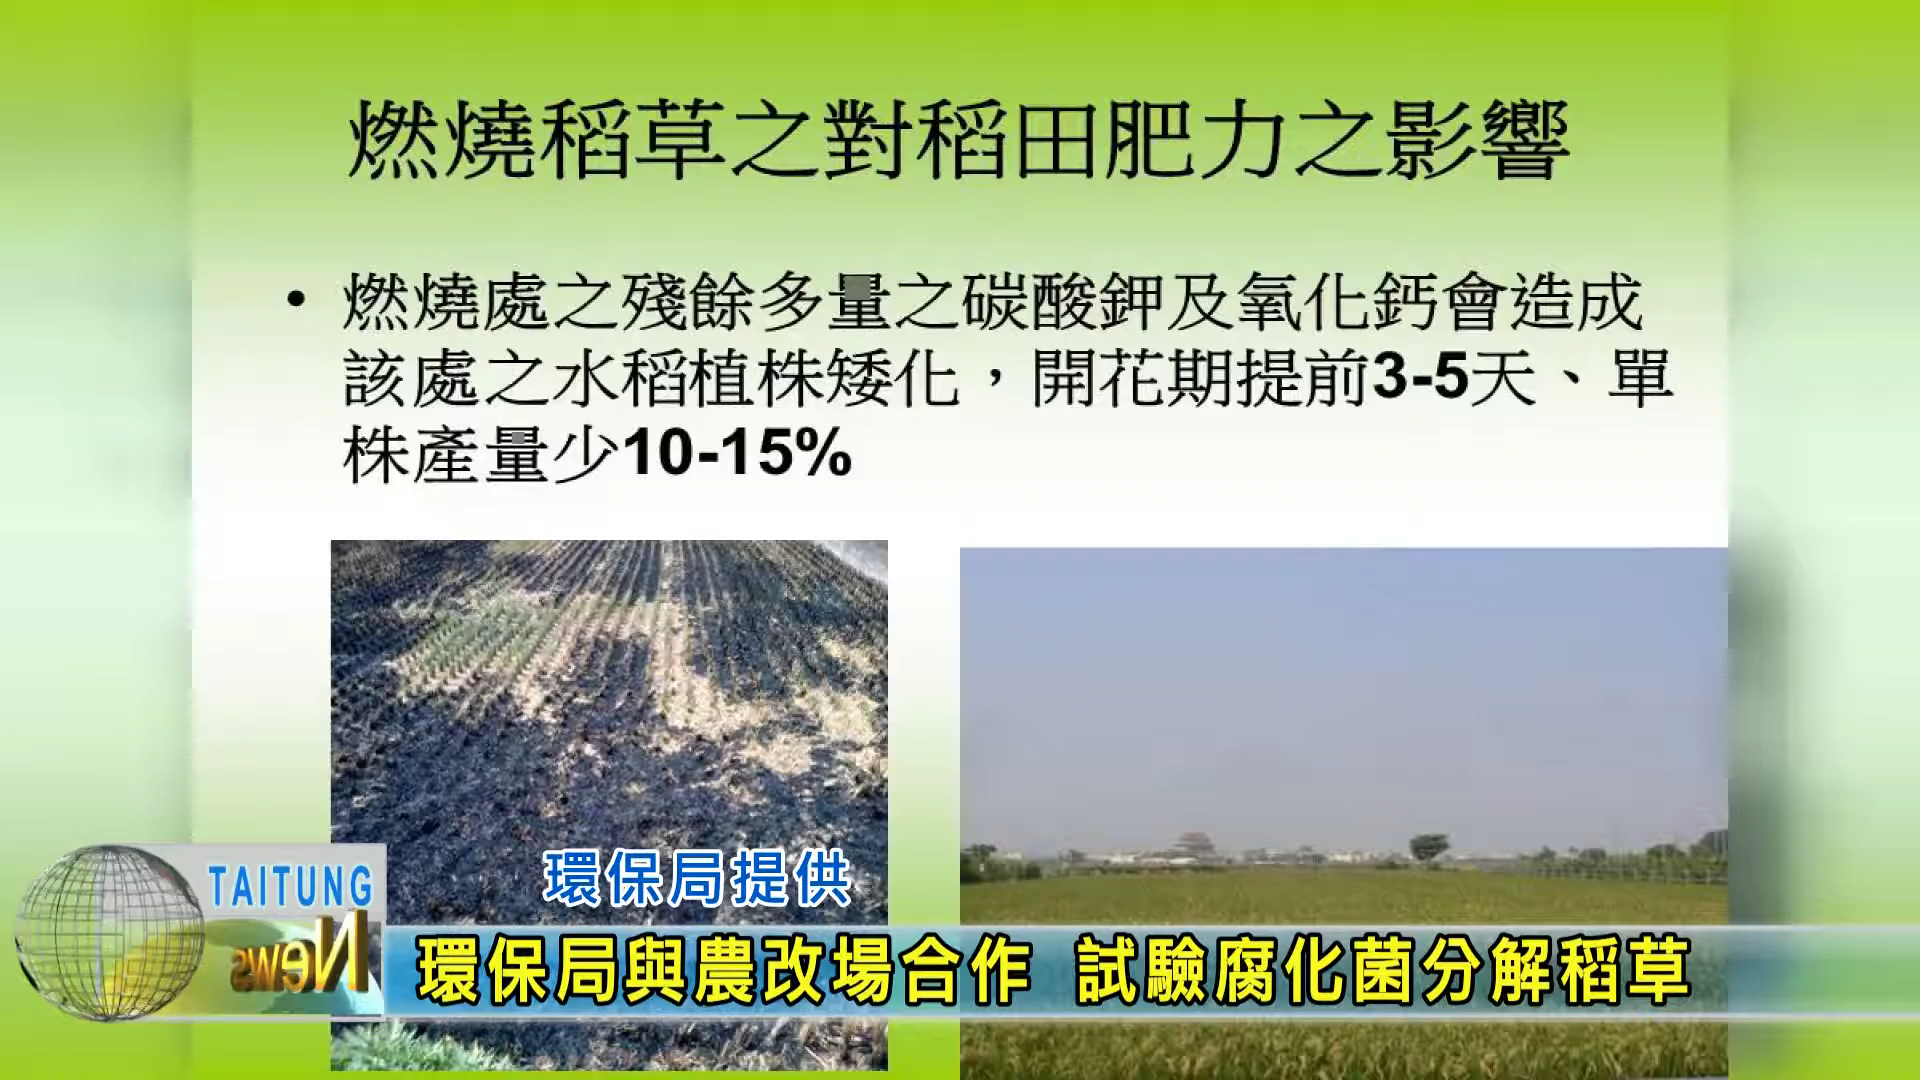 燃燒稻草之對稻田肥力之影響
• 燃燒處之殘餘多量之碳酸鉀及氧化鈣會造成
該處之水稻植株矮化，開花期提前3-5天、單
株產量少10-15%
環保局提供
TAITUNG
News
環保局與農改場合作 試驗腐化菌分解稻草